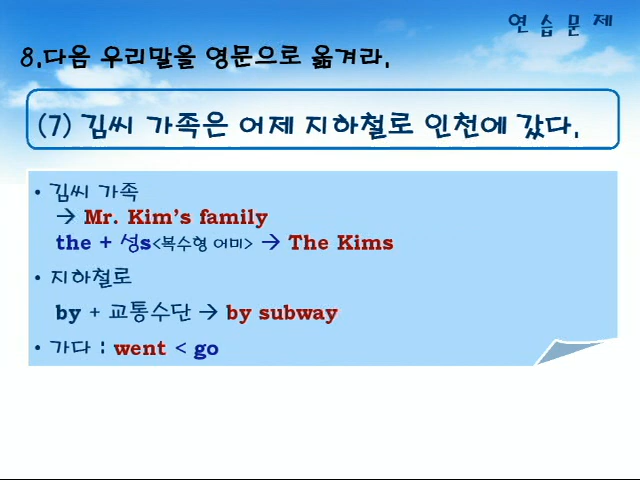 연 습 문 제
8.다음 우리말을 영문으로 옮겨라.
(7) 김씨 가족은 어제 지하철로 인천에 갔다.
• 김씨 가족
→ Mr. Kim's family
the + 성s<복수형 어미> → The Kims
• 지하철로
by + 교통수단 → by subway
• 가다 : went < go